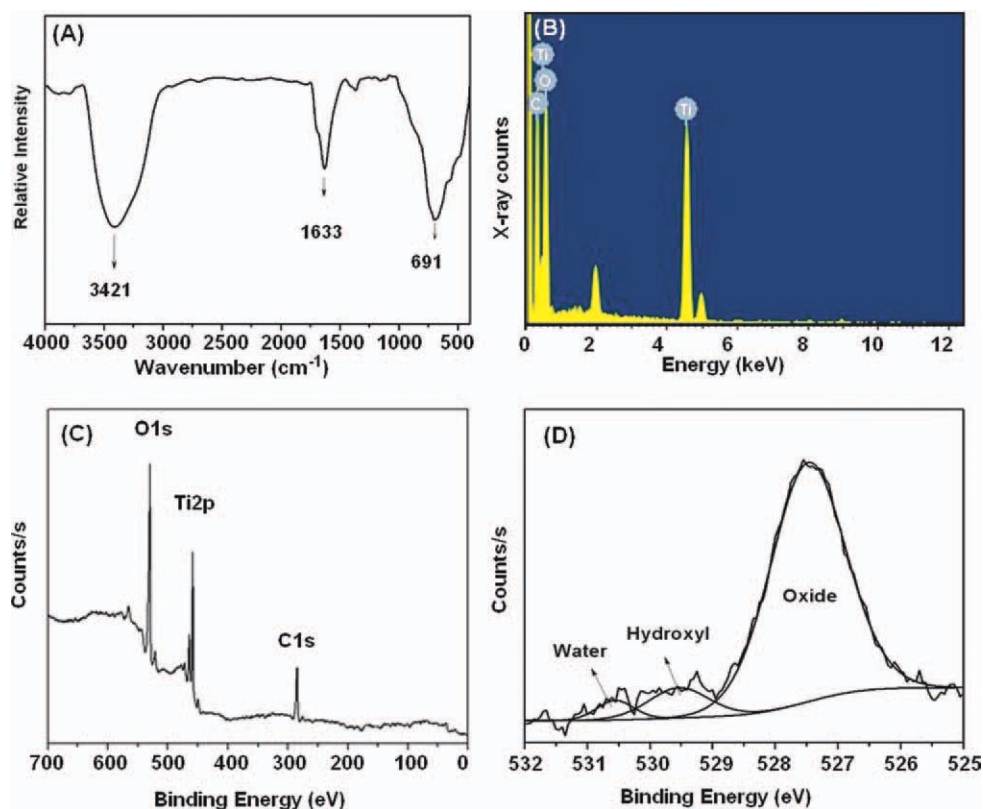 (A)
Relative Intensity
3421
1633
691
4000 3500 3000 2500 2000 1500 1000 500
Wavenumber (cm⁻¹)
(B)
X-ray counts
Ti
O
C
Ti
0 2 4 6 8 10 12
Energy (keV)
(C)
Counts/s
O1s
Ti2p
C1s
700 600 500 400 300 200 100 0
Binding Energy (eV)
(D)
Counts/s
Oxide
Hydroxyl
Water
532 531 530 529 528 527 526 525
Binding Energy (eV)